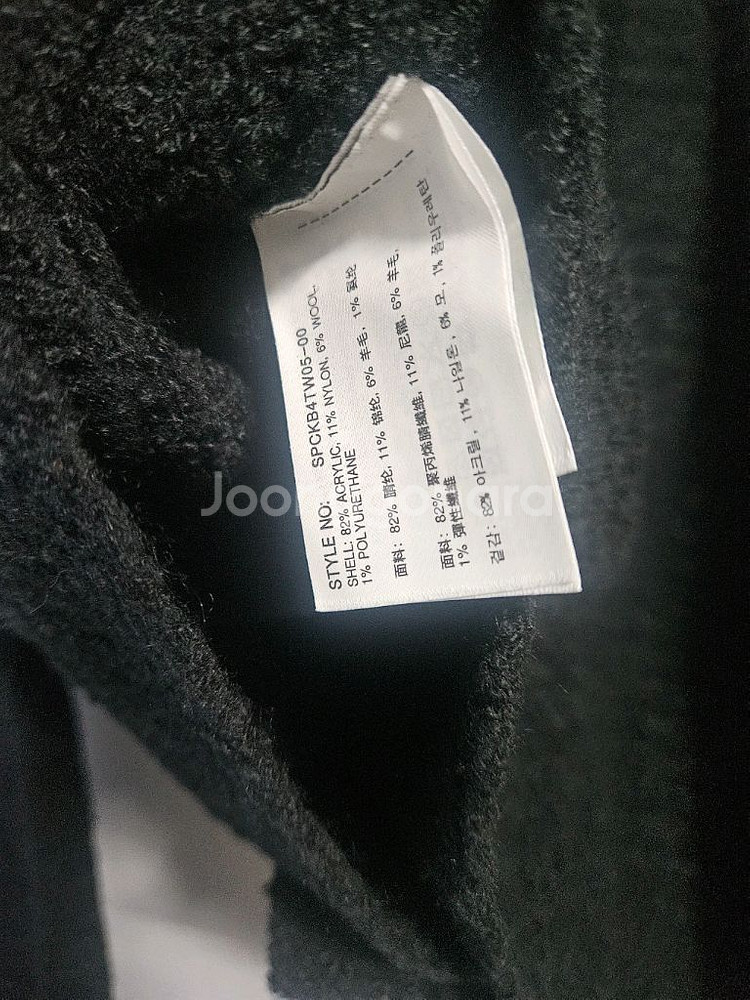 STYLE NO: SPCKB4TW05-00
SHELL: 82% ACRYLIC, 11% NYLON, 6% WOOL,
1% POLYURETHANE
面料: 82% 腈纶, 11% 锦纶, 6% 羊毛, 1% 氨纶
面料: 82% 聚丙烯腈纖維, 11% 尼龍, 6% 羊毛,
1% 彈性纖維
겉감: 82% 아크릴, 11% 나일론, 6% 모, 1% 폴리우레탄